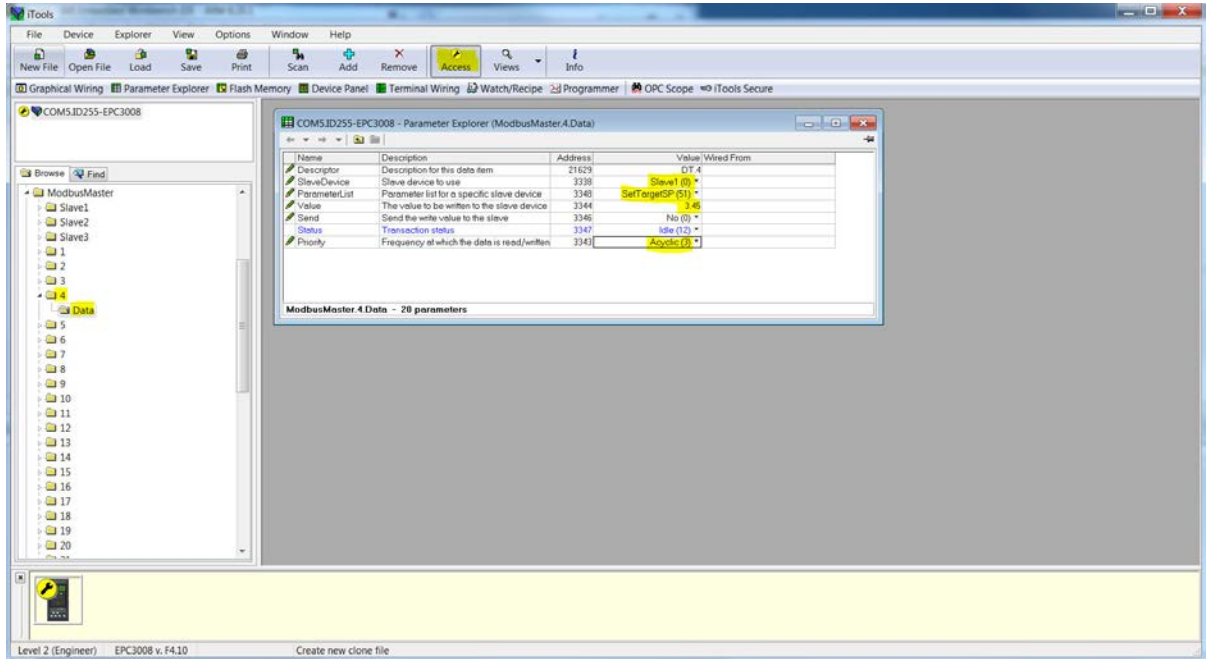 iTools
File Device Explorer View Options Window Help
New File Open File Load Save Print Scan Add Remove Access Views Info
Graphical Wiring Parameter Explorer Flash Memory Device Panel Terminal Wiring Watch/Recipe Programmer OPC Scope iTools Secure
COM5.ID255-EPC3008
Browse Find
ModbusMaster
Slave1
Slave2
Slave3
1
2
3
4
Data
5
6
7
8
9
10
11
12
13
14
15
16
17
18
19
20
COM5.ID255-EPC3008 - Parameter Explorer (ModbusMaster.4.Data)
Name Description Address Value Wired From
Descriptor Description for this data item 21629 DT.4
SlaveDevice Slave device to use 3338 Slave1 (0)
ParameterList Parameter list for a specific slave device 3348 SetTargetSP (51)
Value The value to be written to the slave device 3344 3.45
Send Send the write value to the slave 3346 No (0)
Status Transaction status 3347 Idle (12)
Priority Frequency at which the data is read/written 3343 Acyclic (3)
ModbusMaster.4.Data - 20 parameters
Level 2 (Engineer) EPC3008 v. F4.10 Create new clone file